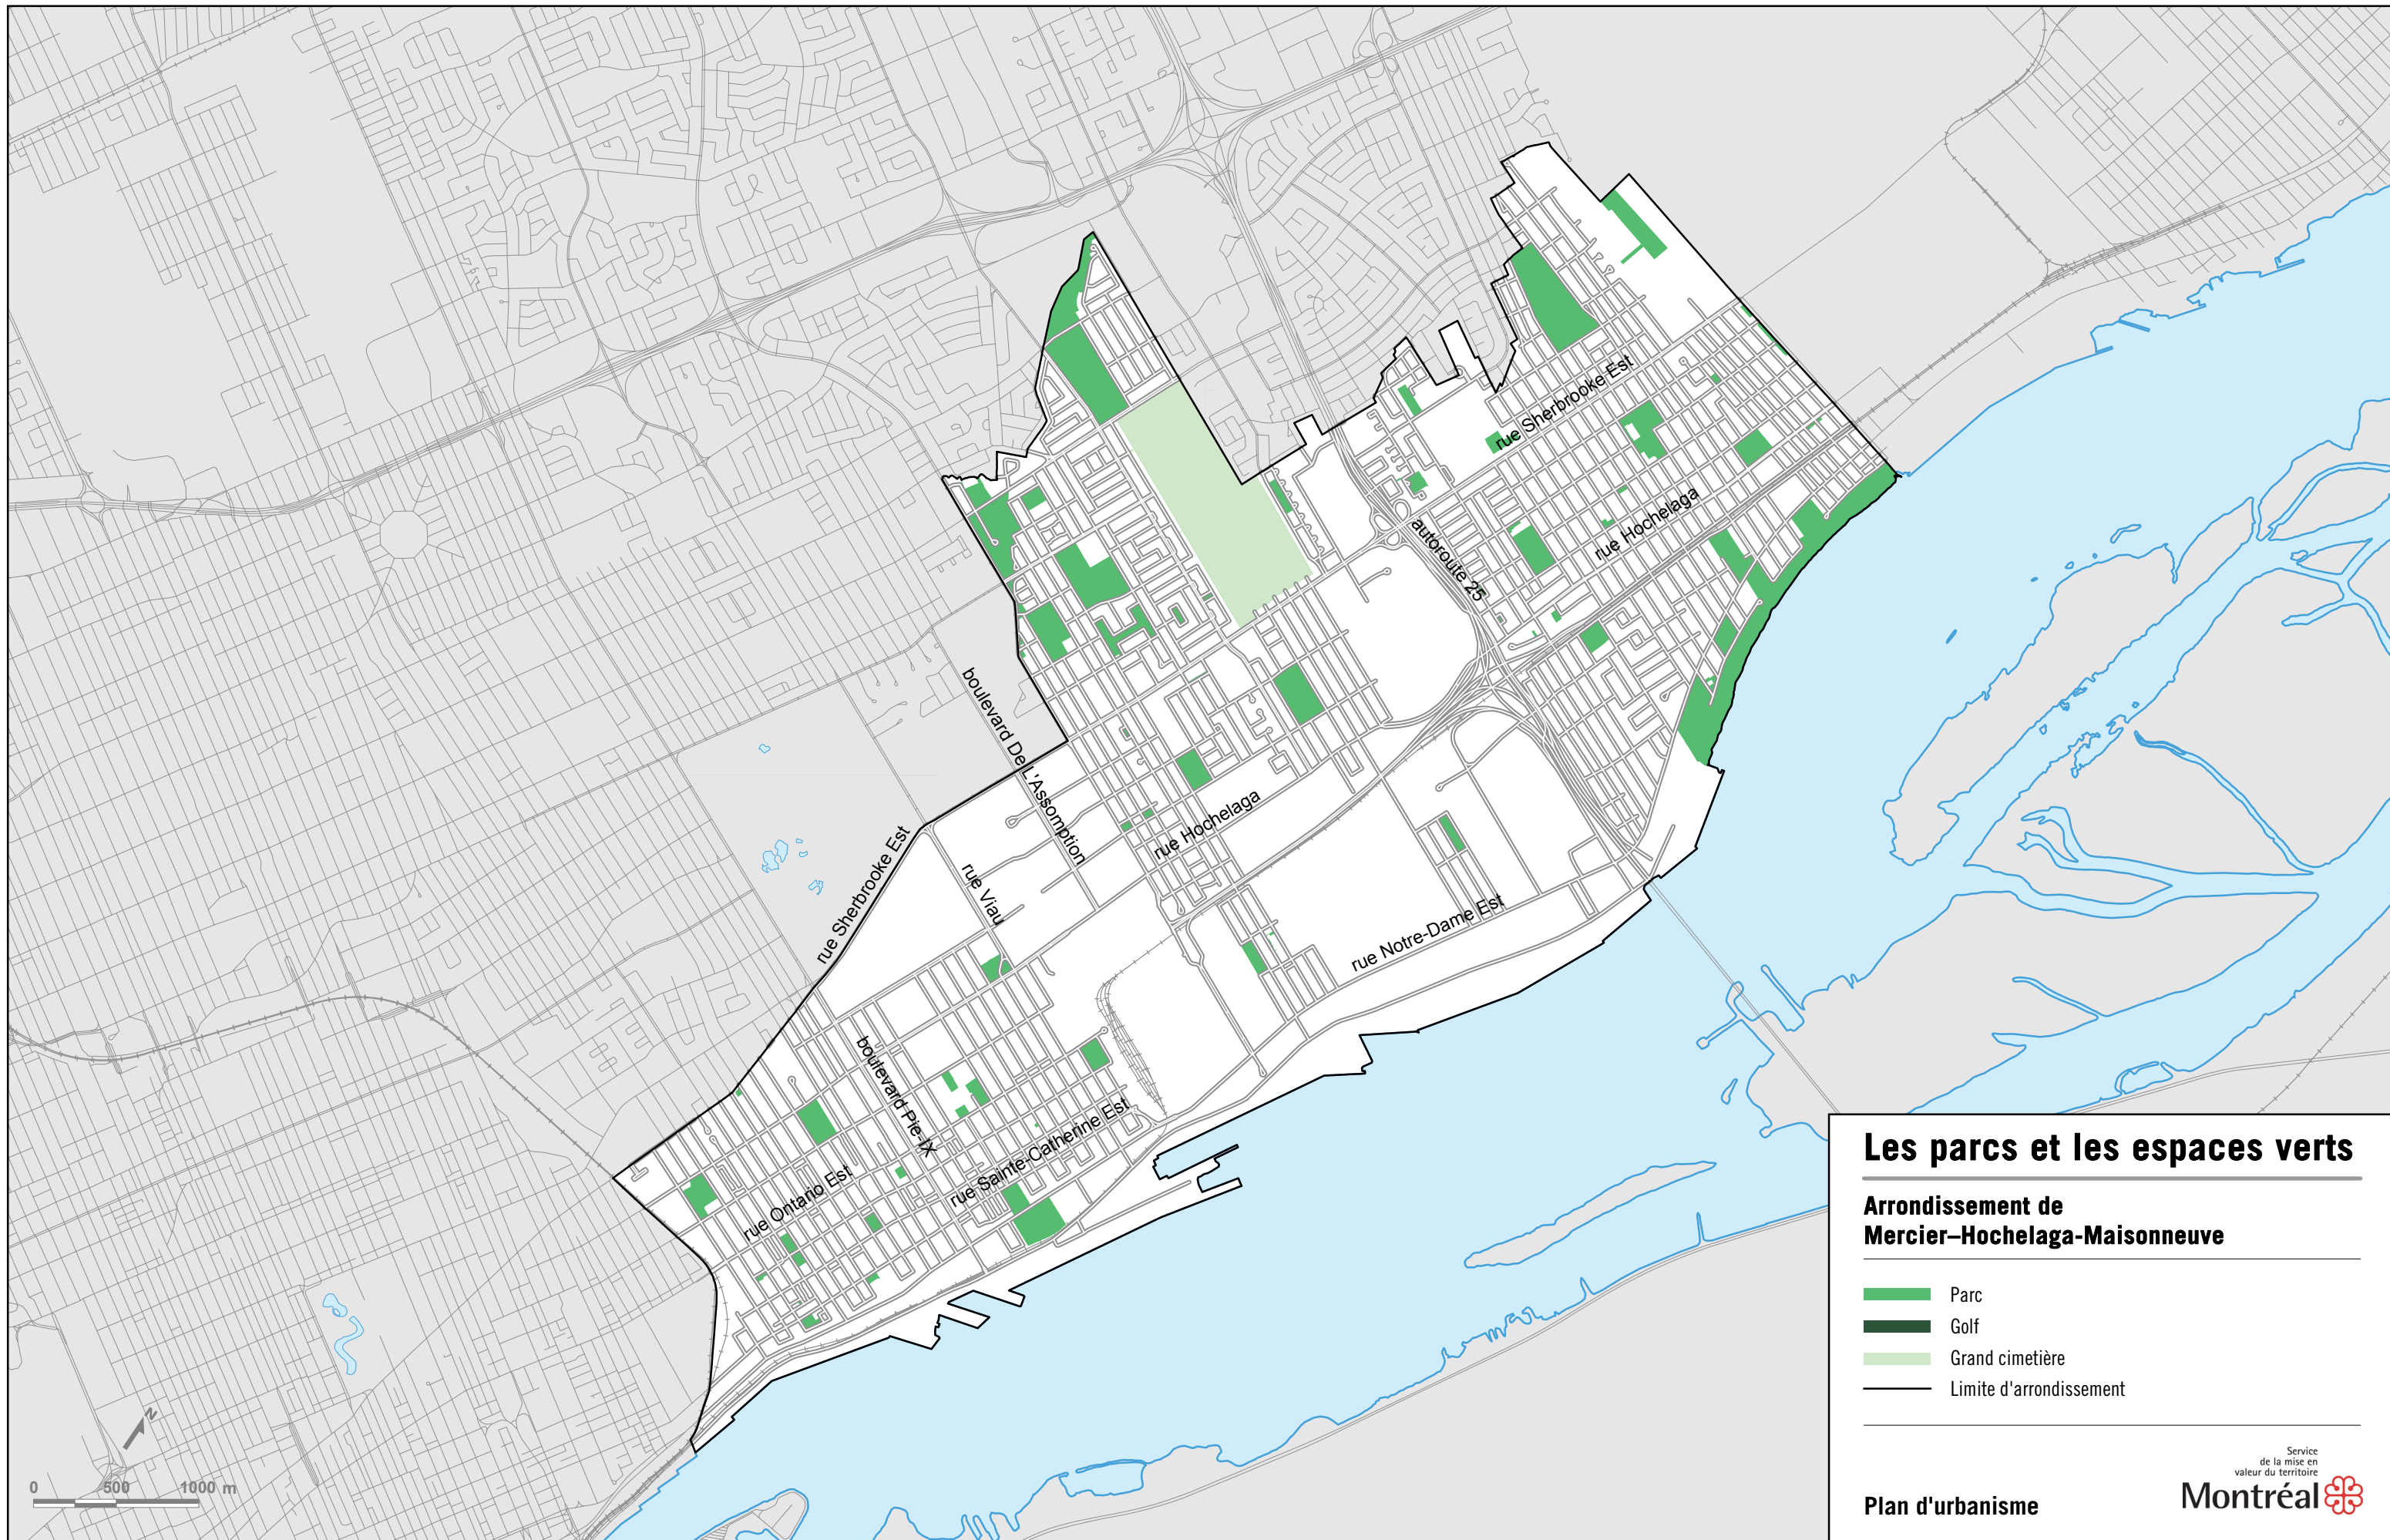 rue Sherbrooke Est
autoroute 25
rue Hochelaga
boulevard De L'Assomption
rue Hochelaga
rue Sherbrooke Est
rue Viau
rue Notre-Dame Est
boulevard Pie-IX
rue Sainte-Catherine Est
rue Ontario Est
N
0 500 1000 m
Les parcs et les espaces verts
Arrondissement de
Mercier–Hochelaga-Maisonneuve
Parc
Golf
Grand cimetière
Limite d'arrondissement
Service
de la mise en
valeur du territoire
Montréal
Plan d'urbanisme